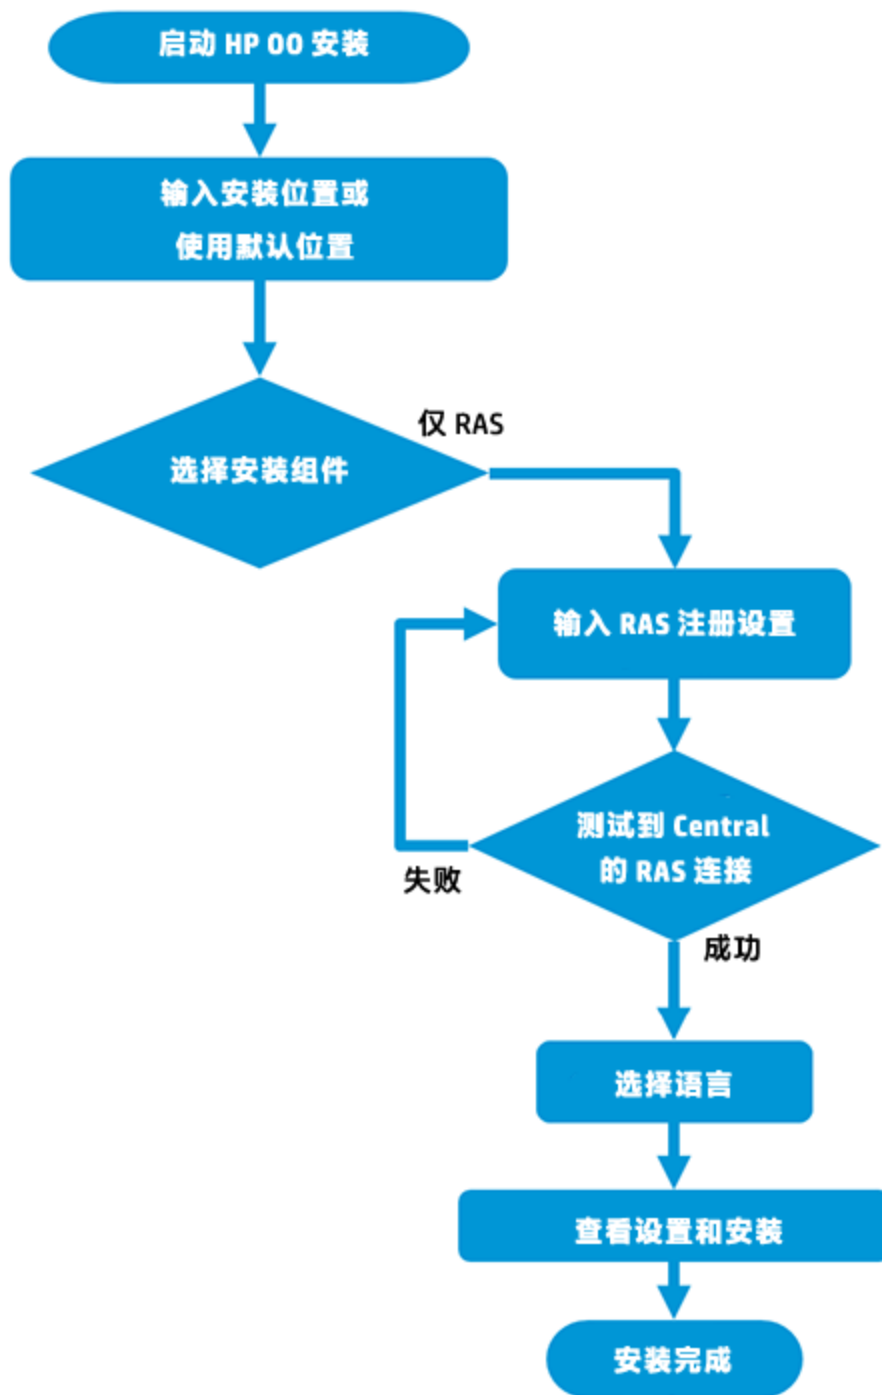 启动 HP OO 安装
输入安装位置或
使用默认位置
仅 RAS
选择安装组件
输入 RAS 注册设置
测试到 Central
的 RAS 连接
失败
成功
选择语言
查看设置和安装
安装完成